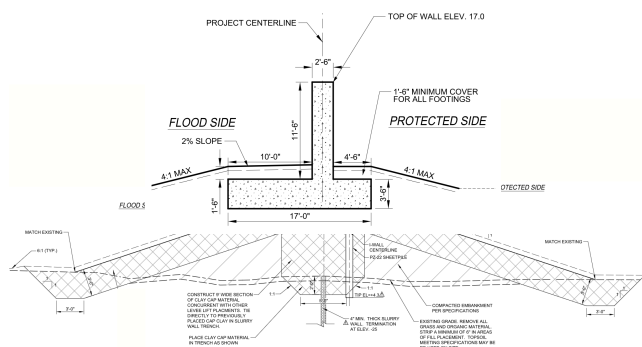 PROJECT CENTERLINE
TOP OF WALL ELEV. 17.0
2'-6"
1'-6" MINIMUM COVER
FOR ALL FOOTINGS
FLOOD SIDE
PROTECTED SIDE
11'-6"
2% SLOPE
10'-0"
4'-6"
4:1 MAX
4:1 MAX
OTECTED SIDE
FLOOD S
1'-6"
3'-6"
17'-0"
MATCH EXISTING
I-WALL
CENTERLINE
PZ-22 SHEETPILE
MATCH EXISTING
6:1 (TYP.)
3'-0"
3'-0"
1:1
1:1
CONSTRUCT 5' WIDE SECTION
OF CLAY CAP MATERIAL
CONCURRENT WITH OTHER
LEVEE LIFT PLACMENTS. TIE
DIRECTLY TO PREVIOUSLY
PLACED CAP CLAY IN SLURRY
WALL TRENCH.
PLACE CLAY CAP MATERIAL
IN TRENCH AS SHOWN
4" MIN. THICK SLURRY
WALL TERMINATION
AT ELEV. -25
COMPACTED EMBANKMENT
PER SPECIFICATIONS
EXISTING GRADE. REMOVE ALL
GRASS AND ORGANIC MATERIAL.
STRIP A MINIMUM OF 6" IN AREAS
OF FILL PLACEMENT. TOPSOIL
MEETING SPECIFICATIONS MAY BE